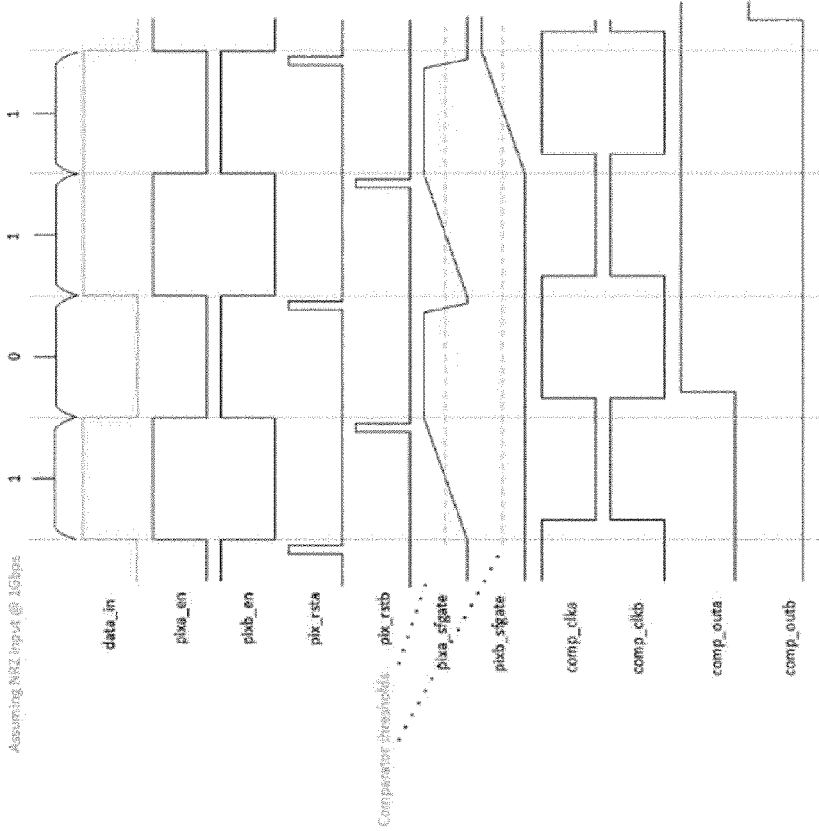 Assuming NRZ input @ 1Gbps
1 0 1 1
data_in
pixa_en
pixb_en
pix_rsta
pix_rstb
Comparator thresholds
pixa_sfgate
pixb_sfgate
comp_clka
comp_clkb
comp_outa
comp_outb